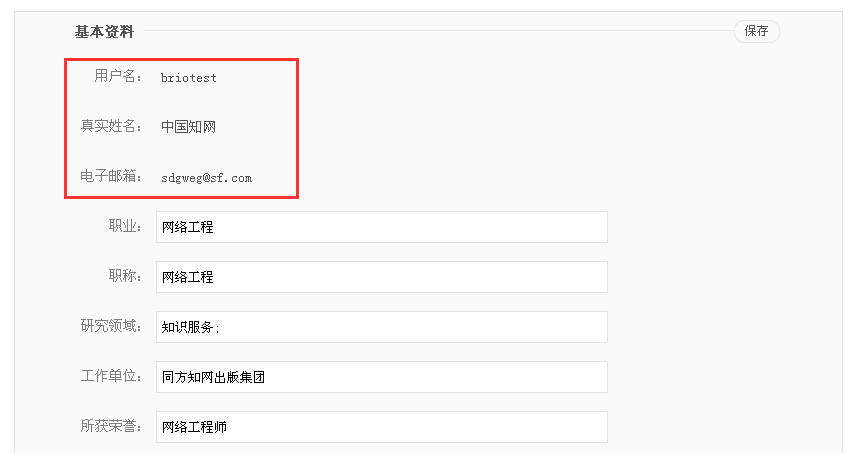 基本资料 保存
用户名： briotest
真实姓名： 中国知网
电子邮箱： sdgweg@sf.com
职业： 网络工程
职称： 网络工程
研究领域： 知识服务;
工作单位： 同方知网出版集团
所获荣誉： 网络工程师